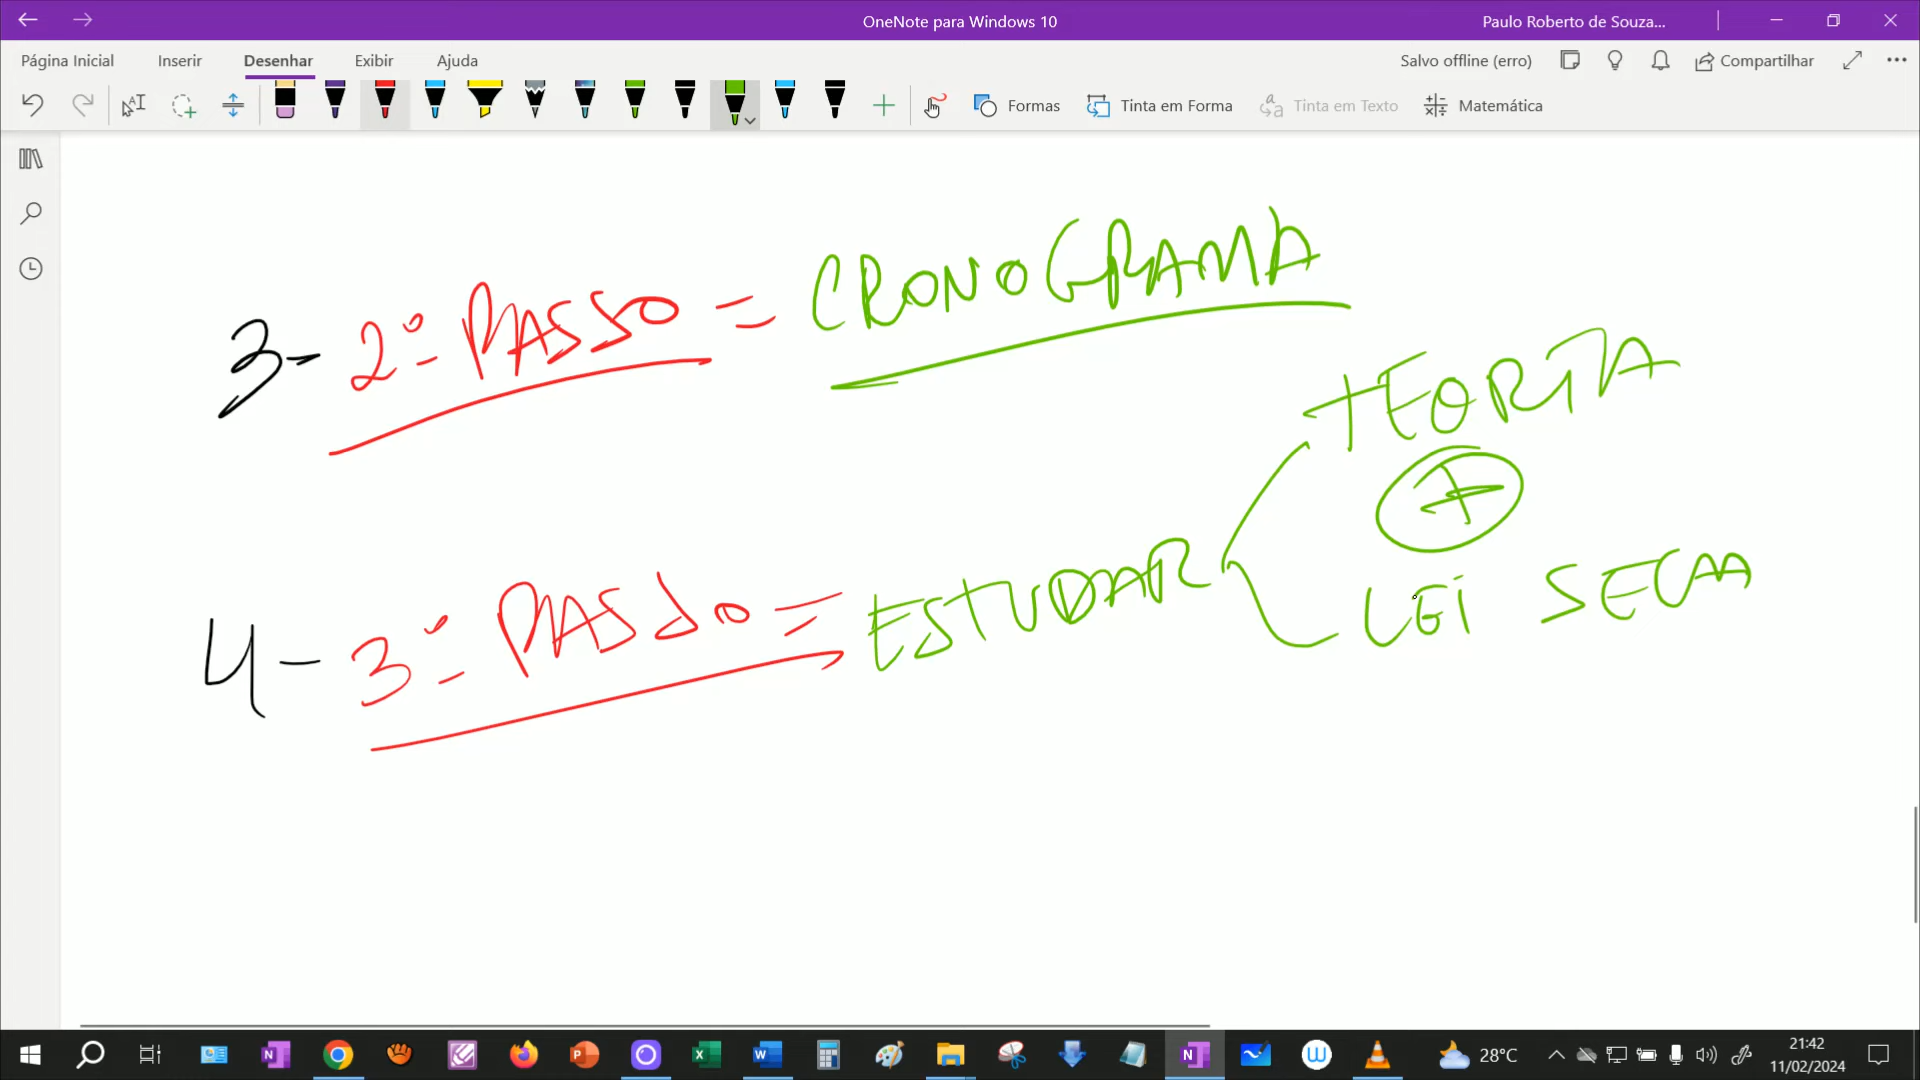 OneNote para Windows 10
Paulo Roberto de Souza...
Página Inicial Inserir Desenhar Exibir Ajuda
Salvo offline (erro) Compartilhar
Formas Tinta em Forma Tinta em Texto Matemática
3- 2º PASSO = CRONOGRAMA
TEORIA
+
4- 3º PASSO = ESTUDAR
LEI SECA
28°C
21:42
11/02/2024